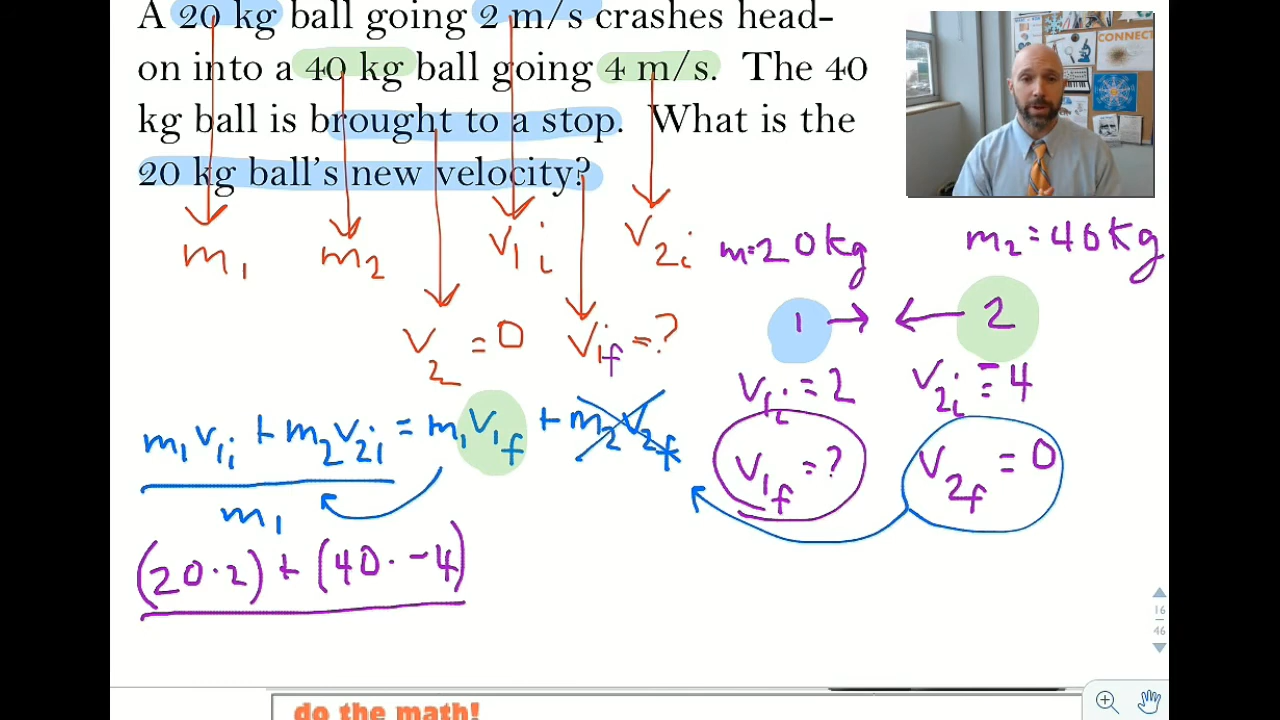 A 20 kg ball going 2 m/s crashes head-
on into a 40 kg ball going 4 m/s. The 40
kg ball is brought to a stop. What is the
20 kg ball's new velocity?
CONNECT
m₁ m₂ v₁ᵢ v₂ᵢ
m=20kg m₂=40kg
1 → ← 2
v₂ = 0 v₁f = ?
v₁ᵢ = 2 v₂ᵢ = 4
m₁v₁ᵢ + m₂v₂ᵢ = m₁v₁f + m₂v₂f
v₁f = ? v₂f = 0
m₁
(20·2) + (40·-4)
16
46
do the math!